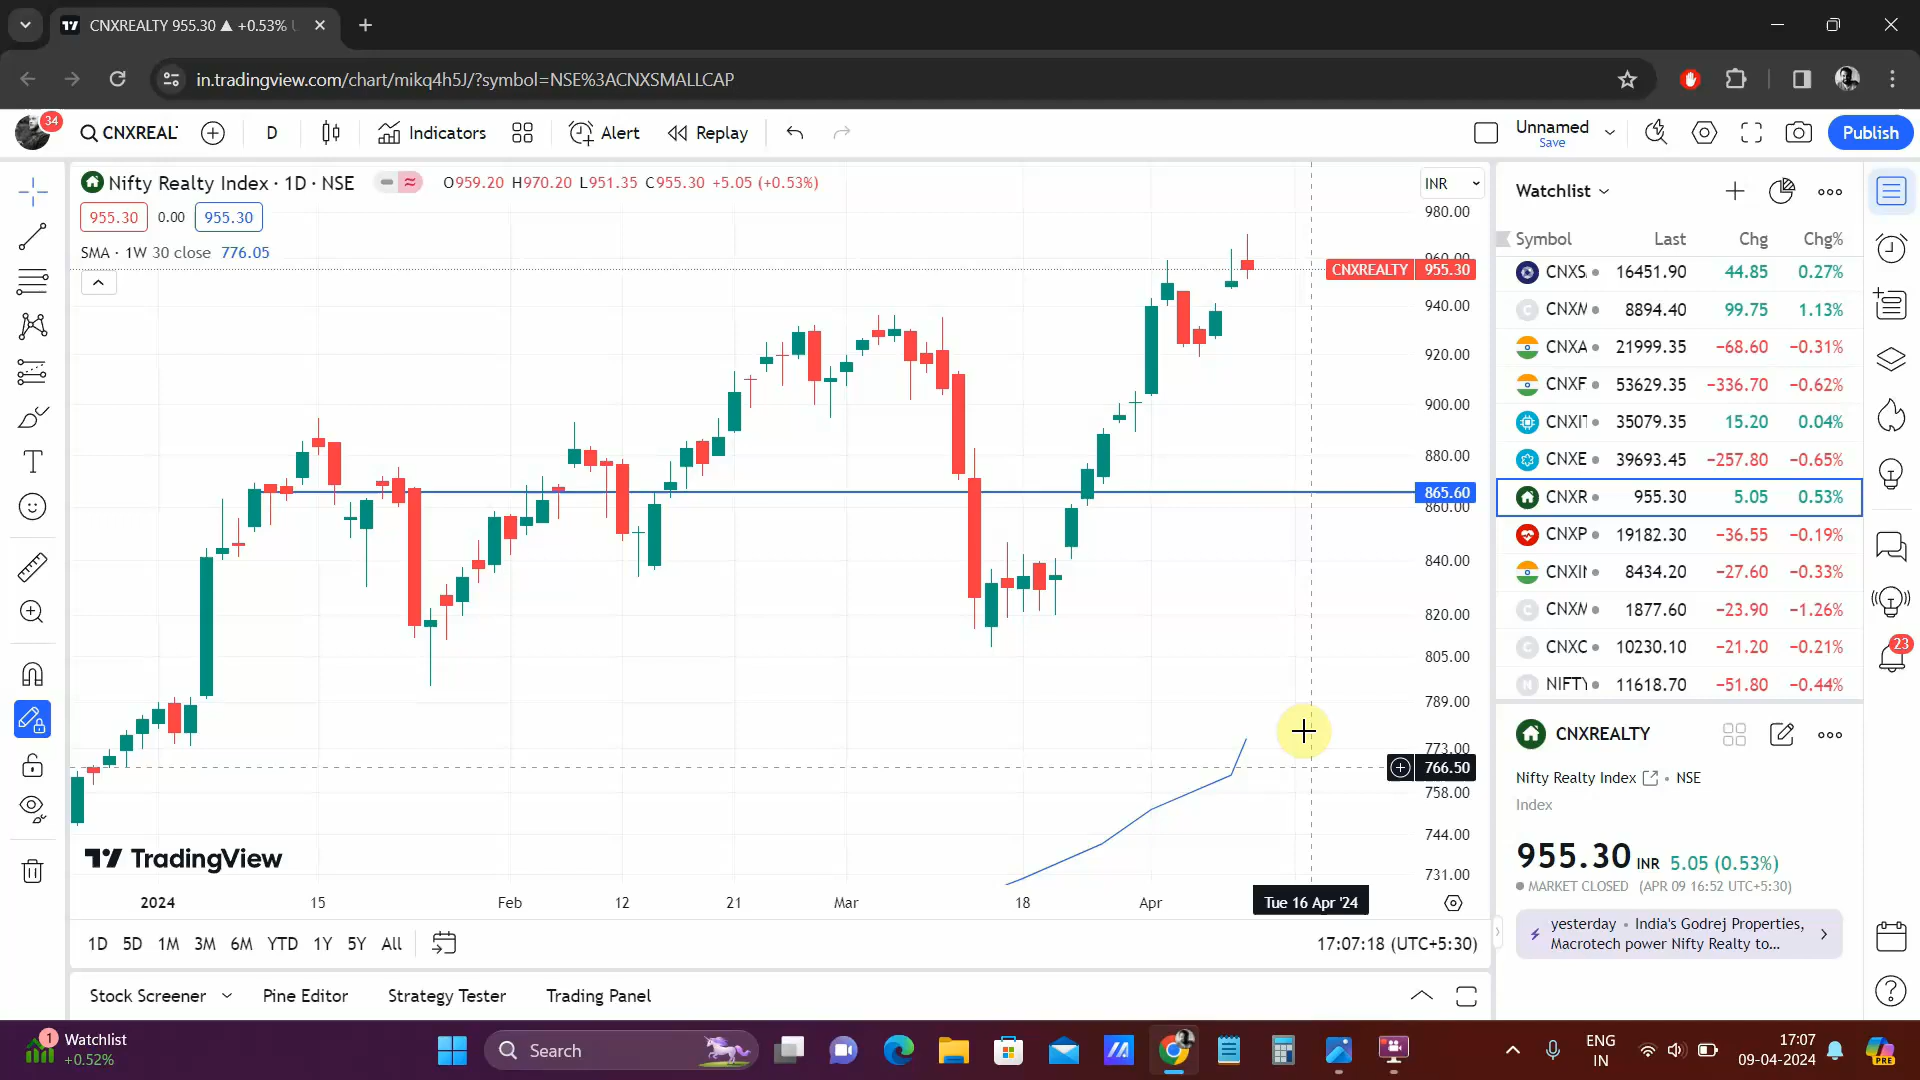 CNXREALTY 955.30 ▲ +0.53%
in.tradingview.com/chart/mikq4h5J/?symbol=NSE%3ACNXSMALLCAP
34
CNXREAL
D
Indicators
Alert
Replay
Unnamed
Save
Publish
Nifty Realty Index · 1D · NSE
O959.20 H970.20 L951.35 C955.30 +5.05 (+0.53%)
955.30 0.00 955.30
SMA · 1W 30 close 776.05
INR
980.00
960.00
CNXREALTY 955.30
940.00
920.00
900.00
880.00
865.60
860.00
840.00
820.00
805.00
789.00
773.00
766.50
758.00
744.00
731.00
TradingView
2024 15 Feb 12 21 Mar 18 Apr Tue 16 Apr '24
1D 5D 1M 3M 6M YTD 1Y 5Y All
17:07:18 (UTC+5:30)
Stock Screener Pine Editor Strategy Tester Trading Panel
Watchlist
Symbol Last Chg Chg%
CNXS 16451.90 44.85 0.27%
CNXM 8894.40 99.75 1.13%
CNXA 21999.35 −68.60 −0.31%
CNXF 53629.35 −336.70 −0.62%
CNXIT 35079.35 15.20 0.04%
CNXE 39693.45 −257.80 −0.65%
CNXR 955.30 5.05 0.53%
CNXP 19182.30 −36.55 −0.19%
CNXIN 8434.20 −27.60 −0.33%
CNXM 1877.60 −23.90 −1.26%
CNXC 10230.10 −21.20 −0.21%
NIFTY 11618.70 −51.80 −0.44%
23
CNXREALTY
Nifty Realty Index • NSE
Index
955.30 INR 5.05 (0.53%)
MARKET CLOSED (APR 09 16:52 UTC+5:30)
yesterday • India's Godrej Properties,
Macrotech power Nifty Realty to...
1
Watchlist
+0.52%
Search
ENG
IN
17:07
09-04-2024
PRE